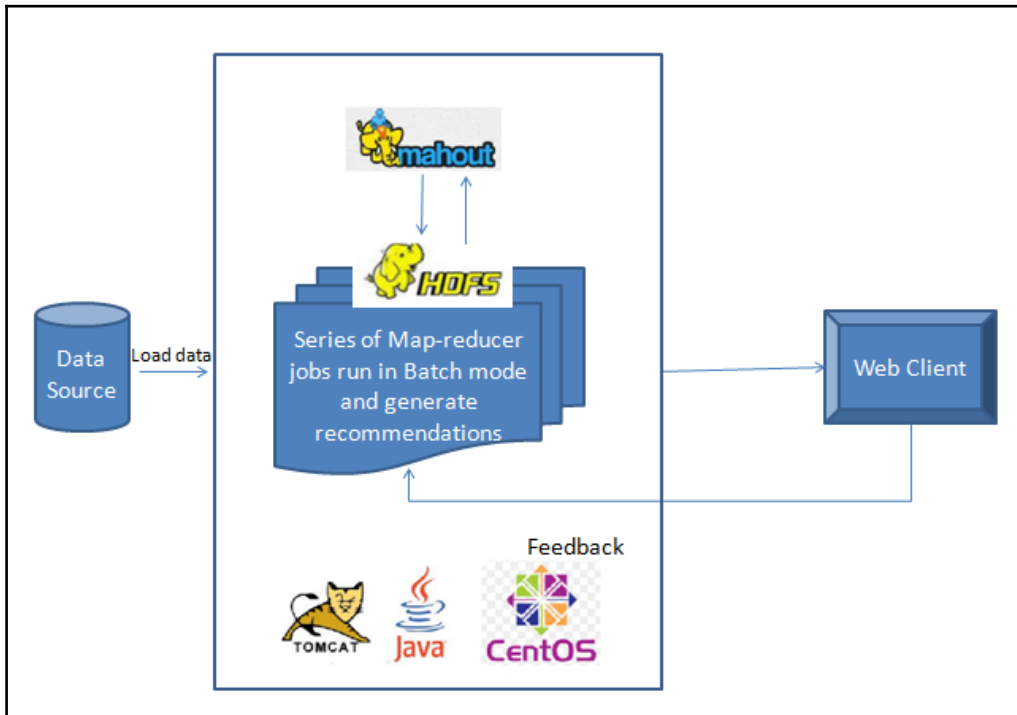 mahout
HDFS
Series of Map-reducer
jobs run in Batch mode
and generate
recommendations
Data
Source
Load data
Web Client
Feedback
TOMCAT
Java
CentOS